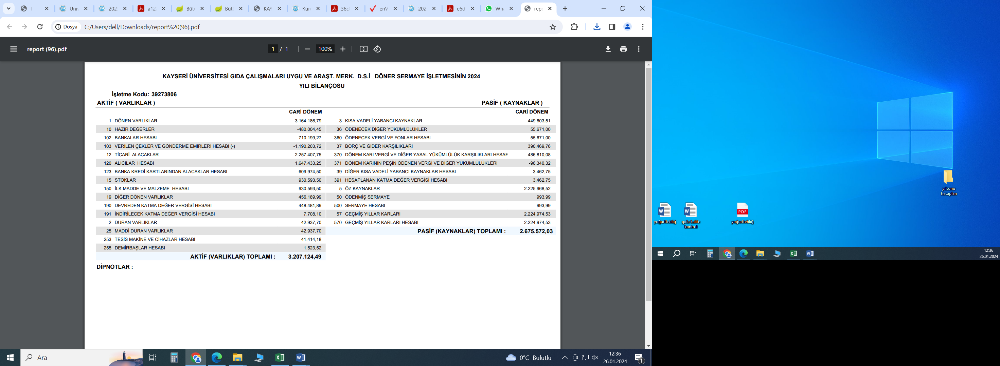 T
Üniv
202
a12
Bütü
Bütü
KAY
Kuru
36c
enV
202
e6d
Wha
repo
Dosya
C:/Users/dell/Downloads/report%20(96).pdf
report (96).pdf
1 / 1
100%
KAYSERİ ÜNİVERSİTESİ GIDA ÇALIŞMALARI UYGU VE ARAŞT. MERK. D.S.İ DÖNER SERMAYE İŞLETMESİNİN 2024
YILI BİLANÇOSU
İşletme Kodu: 39273806
AKTİF ( VARLIKLAR )
PASİF ( KAYNAKLAR )
CARİ DÖNEM
1 DÖNEN VARLIKLAR 3.164.186,79
10 HAZIR DEĞERLER -480.004,45
102 BANKALAR HESABI 710.199,27
103 VERİLEN ÇEKLER VE GÖNDERME EMİRLERİ HESABI (-) -1.190.203,72
12 TİCARİ ALACAKLAR 2.257.407,75
120 ALICILAR HESABI 1.647.433,25
123 BANKA KREDİ KARTLARINDAN ALACAKLAR HESABI 609.974,50
15 STOKLAR 930.593,50
150 İLK MADDE VE MALZEME HESABI 930.593,50
19 DİĞER DÖNEN VARLIKLAR 456.189,99
190 DEVREDEN KATMA DEĞER VERGİSİ HESABI 448.481,89
191 İNDİRİLECEK KATMA DEĞER VERGİSİ HESABI 7.708,10
2 DURAN VARLIKLAR 42.937,70
25 MADDİ DURAN VARLIKLAR 42.937,70
253 TESİS MAKİNE VE CİHAZLAR HESABI 41.414,18
255 DEMİRBAŞLAR HESABI 1.523,52
AKTİF (VARLIKLAR) TOPLAMI : 3.207.124,49
CARİ DÖNEM
3 KISA VADELİ YABANCI KAYNAKLAR 449.603,51
36 ÖDENECEK DİĞER YÜKÜMLÜLÜKLER 55.671,00
360 ÖDENECEK VERGİ VE FONLAR HESABI 55.671,00
37 BORÇ VE GİDER KARŞILIKLARI 390.469,76
370 DÖNEM KARI VERGİ VE DİĞER YASAL YÜKÜMLÜLÜK KARŞILIKLARI HESAB 486.810,08
371 DÖNEM KARININ PEŞİN ÖDENEN VERGİ VE DİĞER YÜKÜMLÜLÜKLERİ -96.340,32
39 DİĞER KISA VADELİ YABANCI KAYNAKLAR HESABI 3.462,75
391 HESAPLANAN KATMA DEĞER VERGİSİ HESABI 3.462,75
5 ÖZ KAYNAKLAR 2.225.968,52
50 ÖDENMİŞ SERMAYE 993,99
500 SERMAYE HESABI 993,99
57 GEÇMİŞ YILLAR KARLARI 2.224.974,53
570 GEÇMİŞ YILLAR KARLARI HESABI 2.224.974,53
PASİF (KAYNAKLAR) TOPLAMI : 2.675.572,03
DİPNOTLAR :
Ara
0°C Bulutlu
12:36
26.01.2024
1
yılsonu
hesapları
yoğurttebliğ
gıda kalite
kontrol
PDF
yoğurttebliğ
12:36
26.01.2024